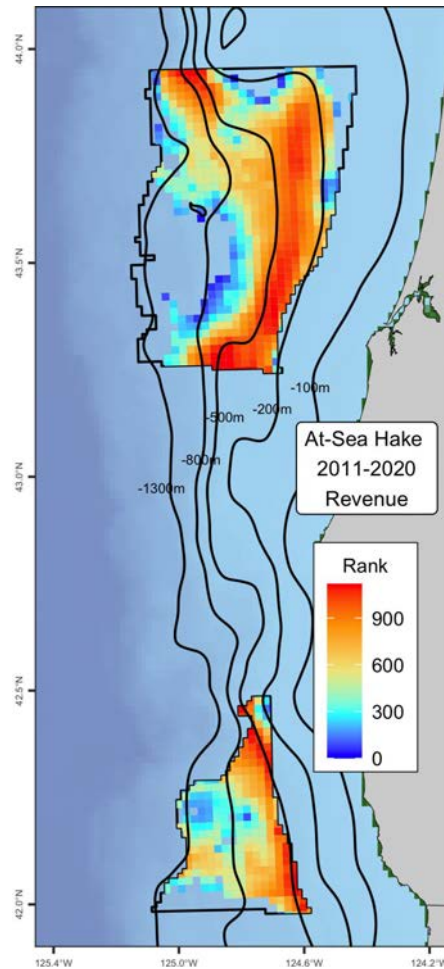 44.0°N
43.5°N
43.0°N
42.5°N
42.0°N
-100m
-200m
-500m
-800m
-1300m
At-Sea Hake
2011-2020
Revenue
Rank
900
600
300
0
125.4°W
125.0°W
124.6°W
124.2°W